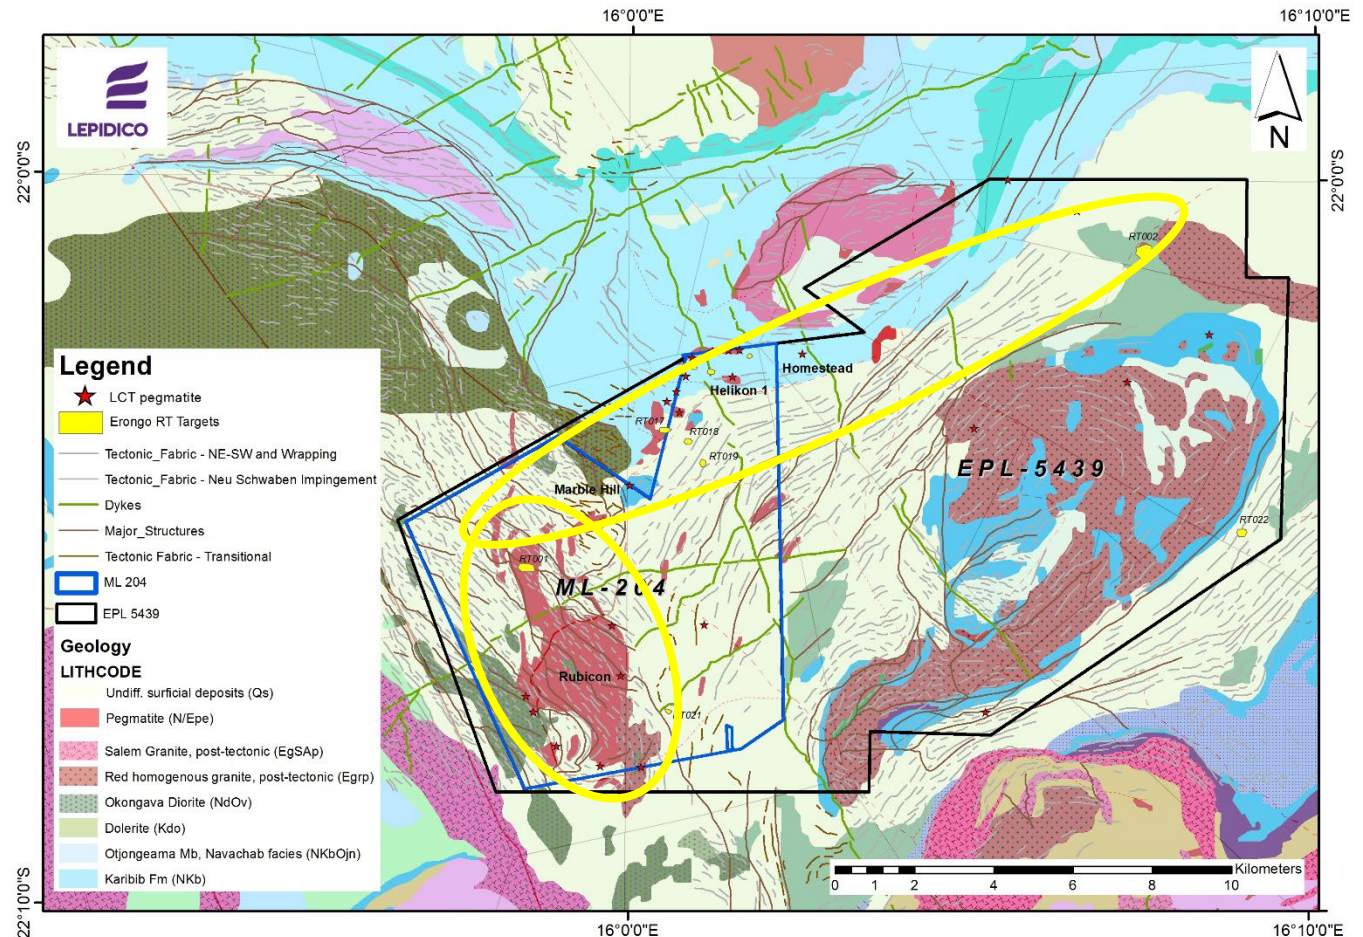 16°0'0"E
16°10'0"E
LEPIDICO
N
22°0'0"S
22°0'0"S
RT002
Legend
LCT pegmatite
Erongo RT Targets
Tectonic_Fabric - NE-SW and Wrapping
Tectonic_Fabric - Neu Schwaben Impingement
Dykes
Major_Structures
Tectonic Fabric - Transitional
ML 204
EPL 5439
Geology
LITHCODE
Undiff. surficial deposits (Qs)
Pegmatite (N/Epe)
Salem Granite, post-tectonic (EgSAp)
Red homogenous granite, post-tectonic (Egrp)
Okongava Diorite (NdOv)
Dolerite (Kdo)
Otjongeama Mb, Navachab facies (NKbOjn)
Karibib Fm (NKb)
Homestead
Helikon 1
RT017
RT018
RT019
EPL-5439
Marble Hill
RT022
RT001
ML-204
Rubicon
RT021
Kilometers
0 1 2 4 6 8 10
22°10'0"S
16°0'0"E
16°10'0"E